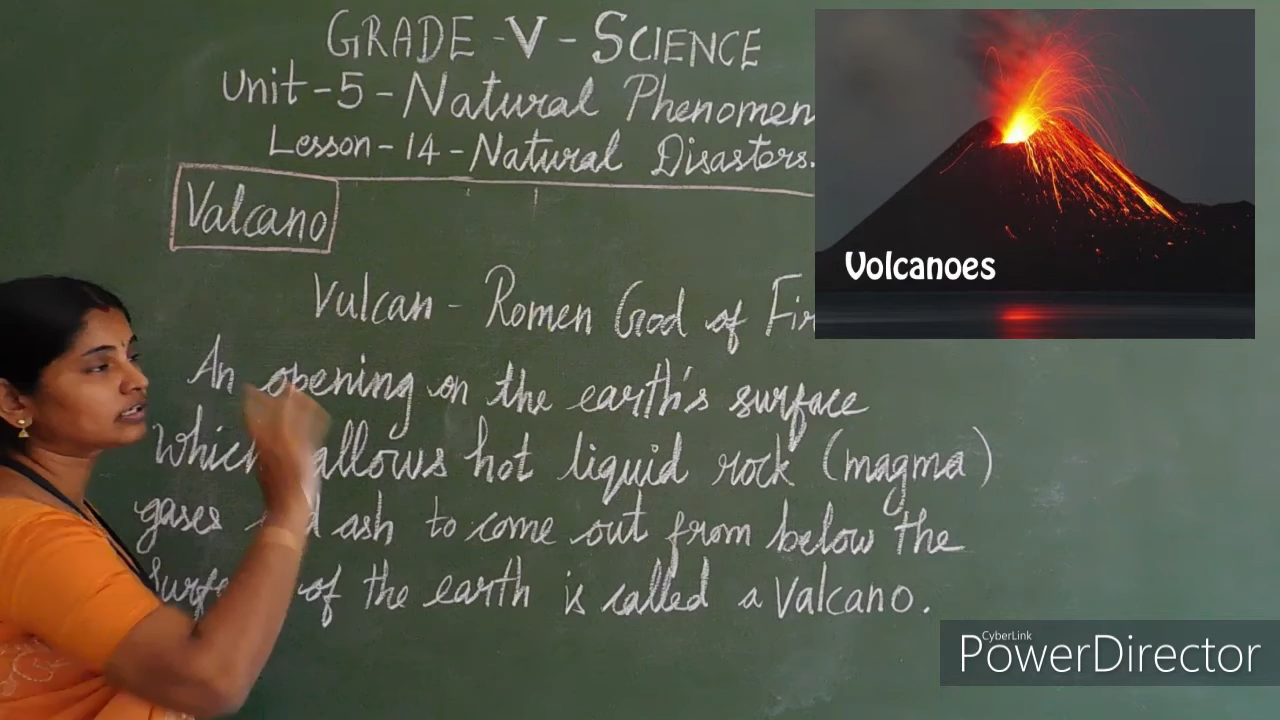 GRADE - V - SCIENCE
Unit - 5 - Natural Phenomen
Lesson - 14 - Natural Disasters.
Valcano
Volcanoes
Vulcan - Romen God of Fir
An opening on the earth's surface
Which allows hot liquid rock (magma)
gases ash to come out from below the
of the earth is called a Valcano.
CyberLink
PowerDirector